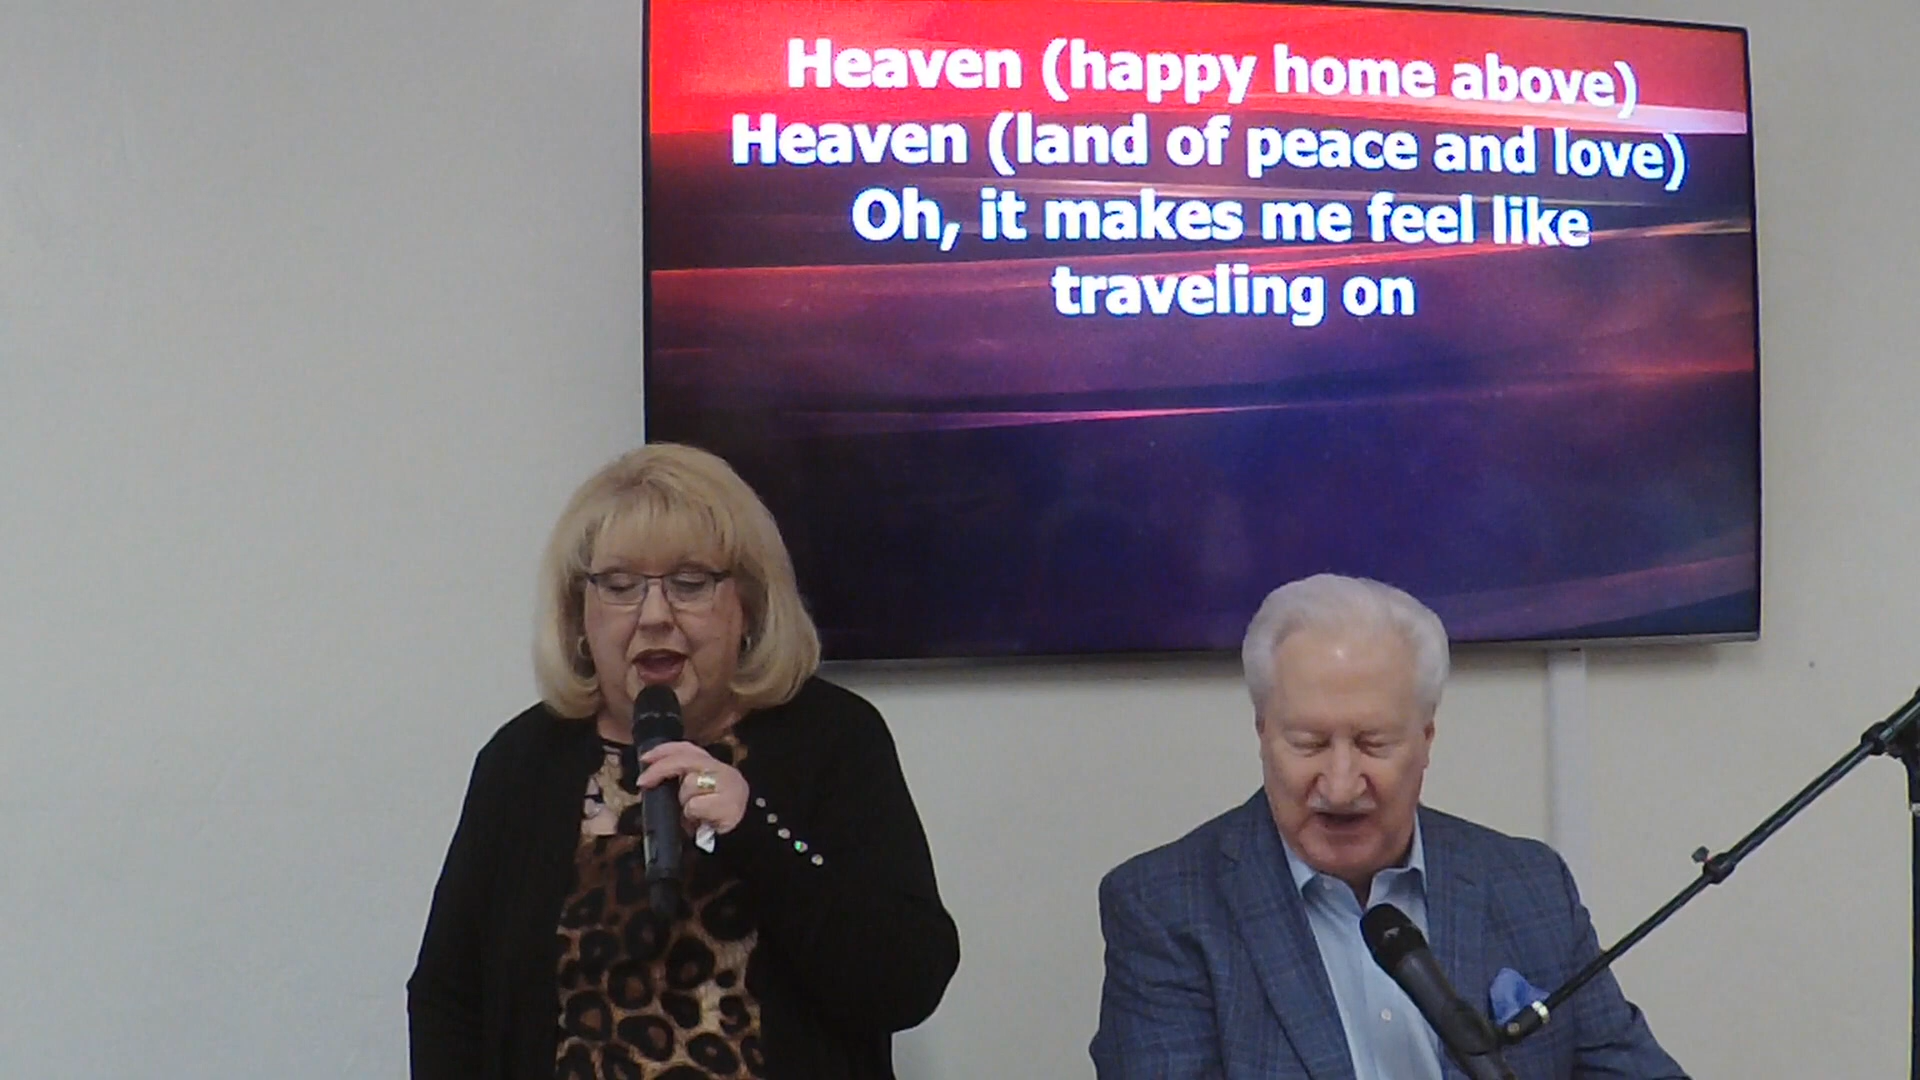 Heaven (happy home above)
Heaven (land of peace and love)
Oh, it makes me feel like
traveling on